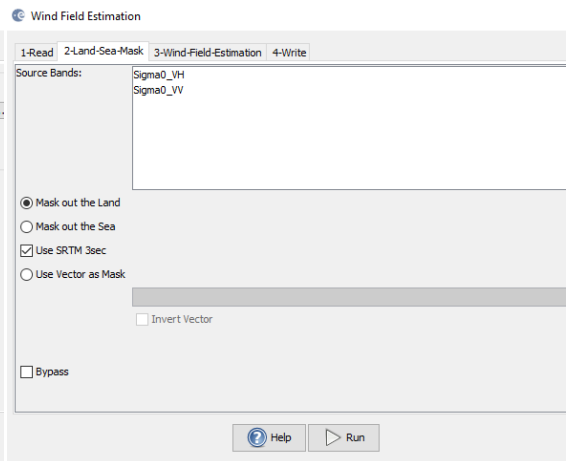 Wind Field Estimation
1-Read 2-Land-Sea-Mask 3-Wind-Field-Estimation 4-Write
Source Bands:
Sigma0_VH
Sigma0_VV
Mask out the Land
Mask out the Sea
Use SRTM 3sec
Use Vector as Mask
Invert Vector
Bypass
Help Run